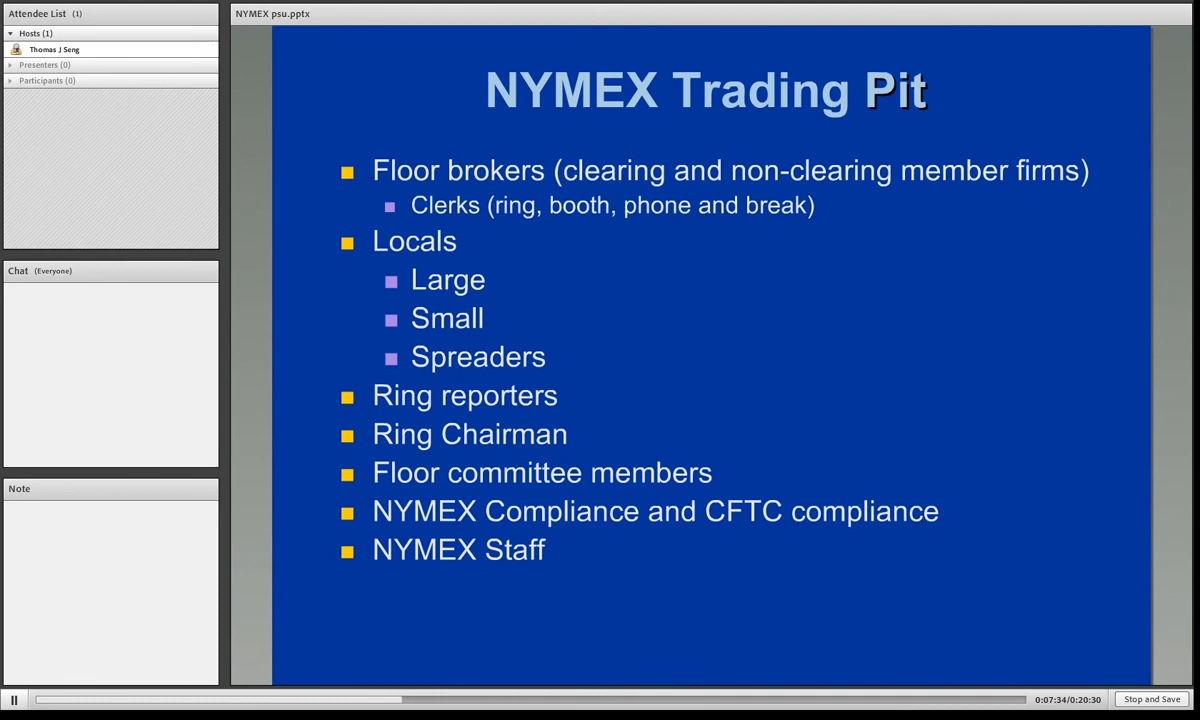 Attendee List (1)
Hosts (1)
Thomas J Seng
Presenters (0)
Participants (0)
Chat (Everyone)
Note
NYMEX psu.pptx
NYMEX Trading Pit
Floor brokers (clearing and non-clearing member firms)
Clerks (ring, booth, phone and break)
Locals
Large
Small
Spreaders
Ring reporters
Ring Chairman
Floor committee members
NYMEX Compliance and CFTC compliance
NYMEX Staff
0:07:34/0:20:30
Stop and Save